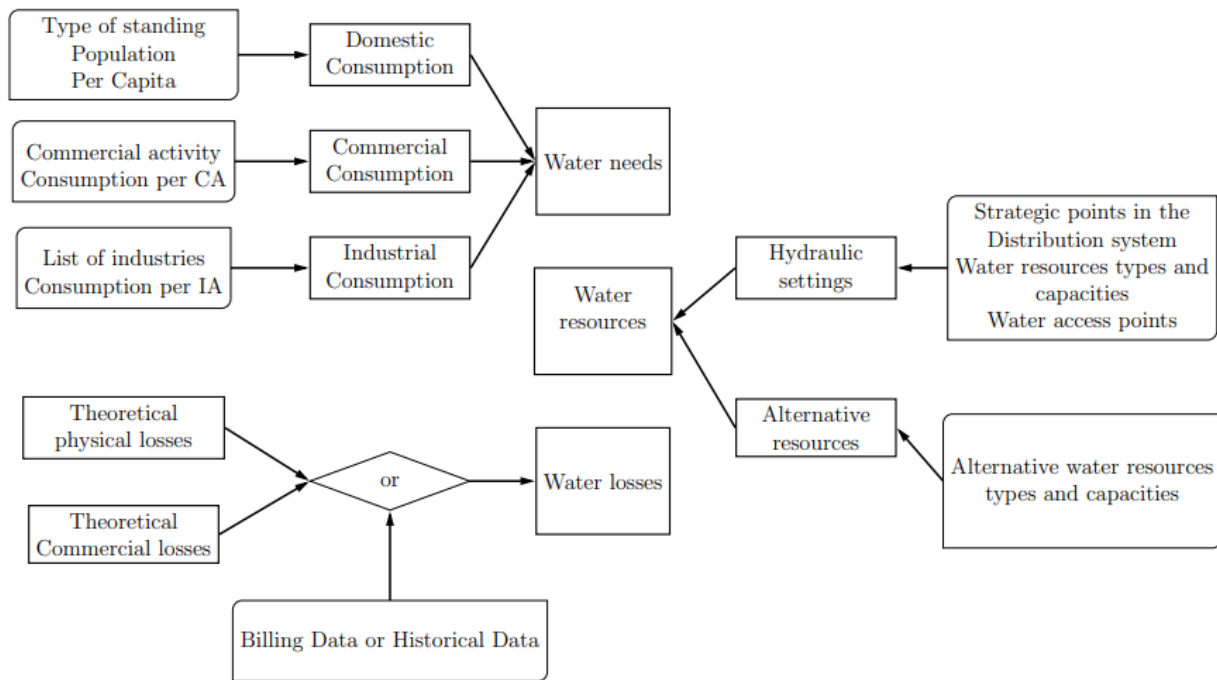 Type of standing
Population
Per Capita
Domestic
Consumption
Commercial activity
Consumption per CA
Commercial
Consumption
Water needs
List of industries
Consumption per IA
Industrial
Consumption
Water
resources
Hydraulic
settings
Strategic points in the
Distribution system
Water resources types and
capacities
Water access points
Theoretical
physical losses
Theoretical
Commercial losses
or
Water losses
Alternative
resources
Alternative water resources
types and capacities
Billing Data or Historical Data